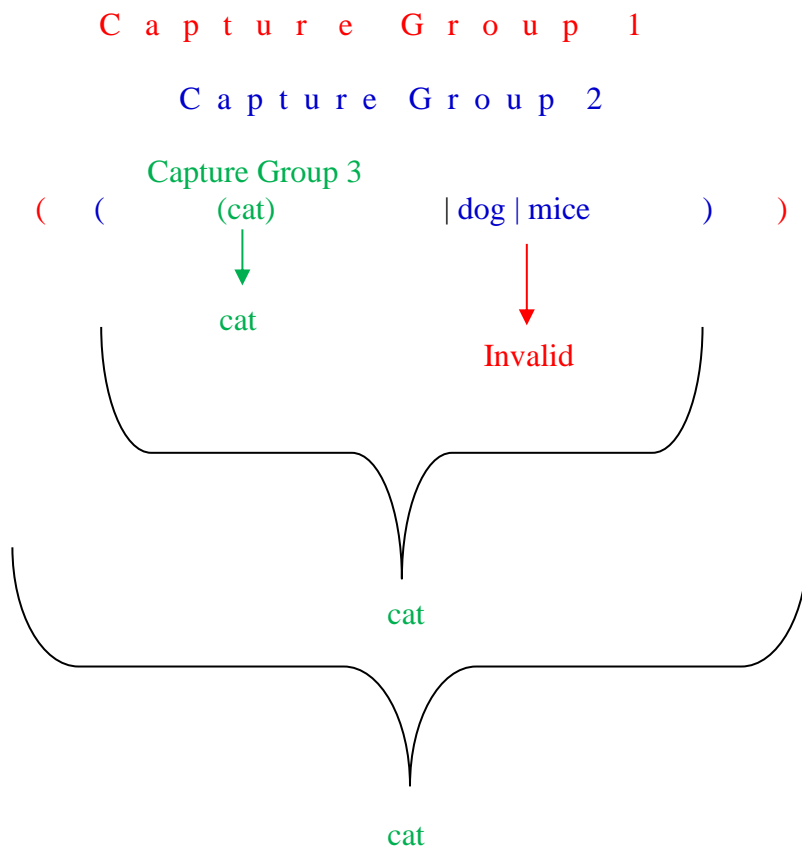 Capture Group 1
Capture Group 2
Capture Group 3
( ( (cat) | dog | mice ) )
cat
Invalid
cat
cat